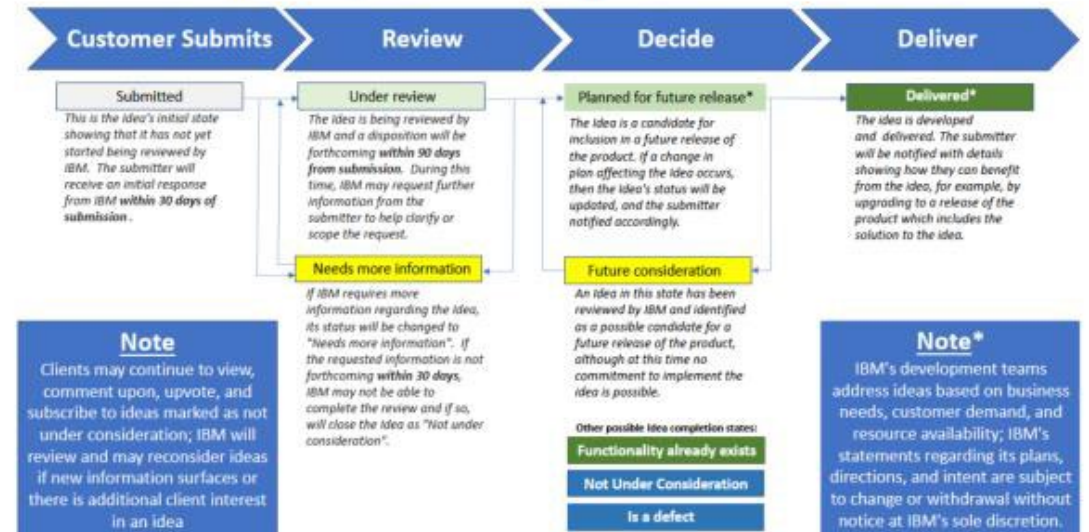 Customer Submits
Review
Decide
Deliver
Submitted
This is the Idea's initial state
showing that it has not yet
started being reviewed by
IBM. The submitter will
receive an initial response
from IBM within 30 days of
submission .
Under review
The Idea is being reviewed by
IBM and a disposition will be
forthcoming within 90 days
from submission. During this
time, IBM may request further
information from the
submitter to help clarify or
scope the request.
Needs more information
If IBM requires more
information regarding the Idea,
its status will be changed to
"Needs more information". If
the requested information is not
forthcoming within 30 days,
IBM may not be able to
complete the review and if so,
will close the Idea as "Not under
consideration".
Planned for future release*
The Idea is a candidate for
inclusion in a future release of
the product. If a change in
plan affecting the Idea occurs,
then the Idea's status will be
updated, and the submitter
notified accordingly.
Future consideration
An Idea in this state has been
reviewed by IBM and identified
as a possible candidate for a
future release of the product,
although at this time no
commitment to implement the
idea is possible.
Other possible Idea completion states:
Functionality already exists
Not Under Consideration
Is a defect
Delivered*
The idea is developed
and delivered. The submitter
will be notified with details
showing how they can benefit
from the idea, for example, by
upgrading to a release of the
product which includes the
solution to the idea.
Note
Clients may continue to view,
comment upon, upvote, and
subscribe to ideas marked as not
under consideration; IBM will
review and may reconsider ideas
if new information surfaces or
there is additional client interest
in an idea
Note*
IBM's development teams
address ideas based on business
needs, customer demand, and
resource availability; IBM's
statements regarding its plans,
directions, and intent are subject
to change or withdrawal without
notice at IBM's sole discretion.